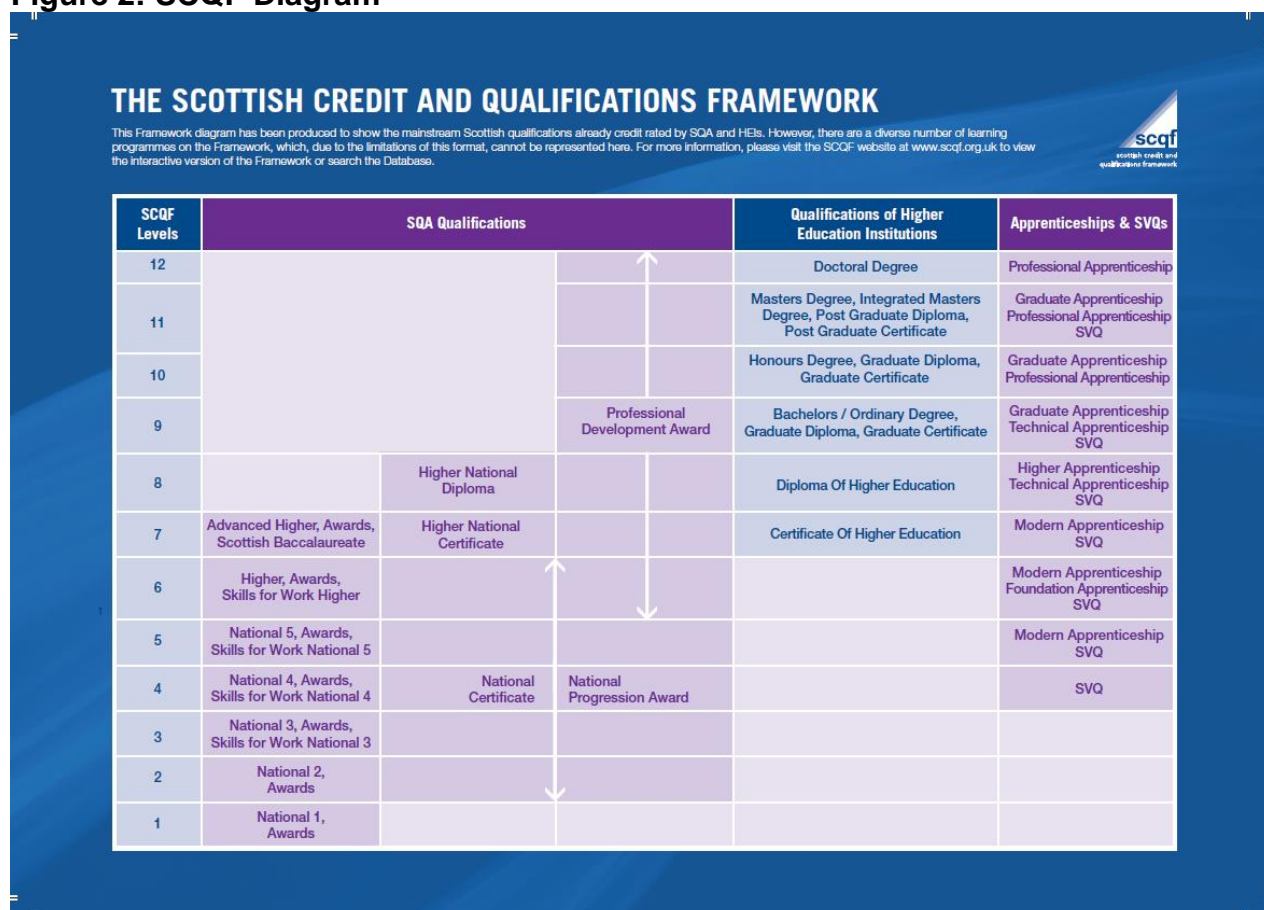 Figure 2: SCQF Diagram
THE SCOTTISH CREDIT AND QUALIFICATIONS FRAMEWORK
This Framework diagram has been produced to show the mainstream Scottish qualifications already credit rated by SQA and HEIs. However, there are a diverse number of learning
programmes on the Framework, which, due to the limitations of this format, cannot be represented here. For more information, please visit the SCQF website at www.scqf.org.uk to view
the interactive version of the Framework or search the Database.
scqf
scottish credit and
qualifications framework
SCQF
Levels
SQA Qualifications
Qualifications of Higher
Education Institutions
Apprenticeships & SVQs
12
Doctoral Degree
Professional Apprenticeship
11
Masters Degree, Integrated Masters
Degree, Post Graduate Diploma,
Post Graduate Certificate
Graduate Apprenticeship
Professional Apprenticeship
SVQ
10
Honours Degree, Graduate Diploma,
Graduate Certificate
Graduate Apprenticeship
Professional Apprenticeship
9
Professional
Development Award
Bachelors / Ordinary Degree,
Graduate Diploma, Graduate Certificate
Graduate Apprenticeship
Technical Apprenticeship
SVQ
8
Higher National
Diploma
Diploma Of Higher Education
Higher Apprenticeship
Technical Apprenticeship
SVQ
7
Advanced Higher, Awards,
Scottish Baccalaureate
Higher National
Certificate
Certificate Of Higher Education
Modern Apprenticeship
SVQ
6
Higher, Awards,
Skills for Work Higher
Modern Apprenticeship
Foundation Apprenticeship
SVQ
5
National 5, Awards,
Skills for Work National 5
Modern Apprenticeship
SVQ
4
National 4, Awards,
Skills for Work National 4
National
Certificate
National
Progression Award
SVQ
3
National 3, Awards,
Skills for Work National 3
2
National 2,
Awards
1
National 1,
Awards